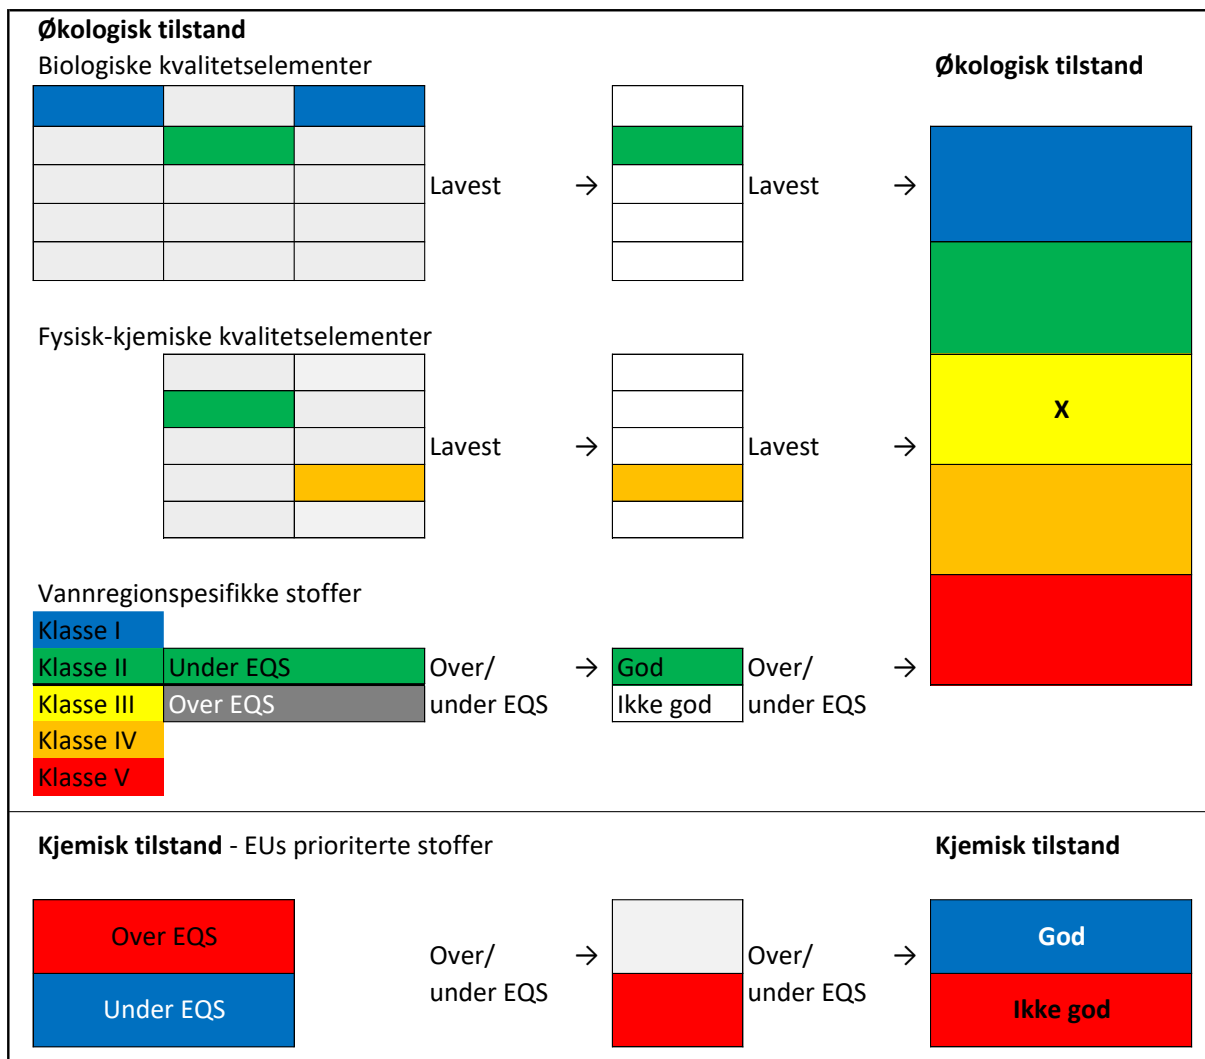 Økologisk tilstand
Biologiske kvalitetselementer
Økologisk tilstand
Lavest → Lavest →
Fysisk-kjemiske kvalitetselementer
X
Lavest → Lavest →
Vannregionspesifikke stoffer
Klasse I
Klasse II Under EQS Over/ → God Over/ →
Klasse III Over EQS under EQS Ikke god under EQS
Klasse IV
Klasse V
Kjemisk tilstand - EUs prioriterte stoffer Kjemisk tilstand
Over EQS God
Over/ → Over/ →
under EQS under EQS
Under EQS Ikke god